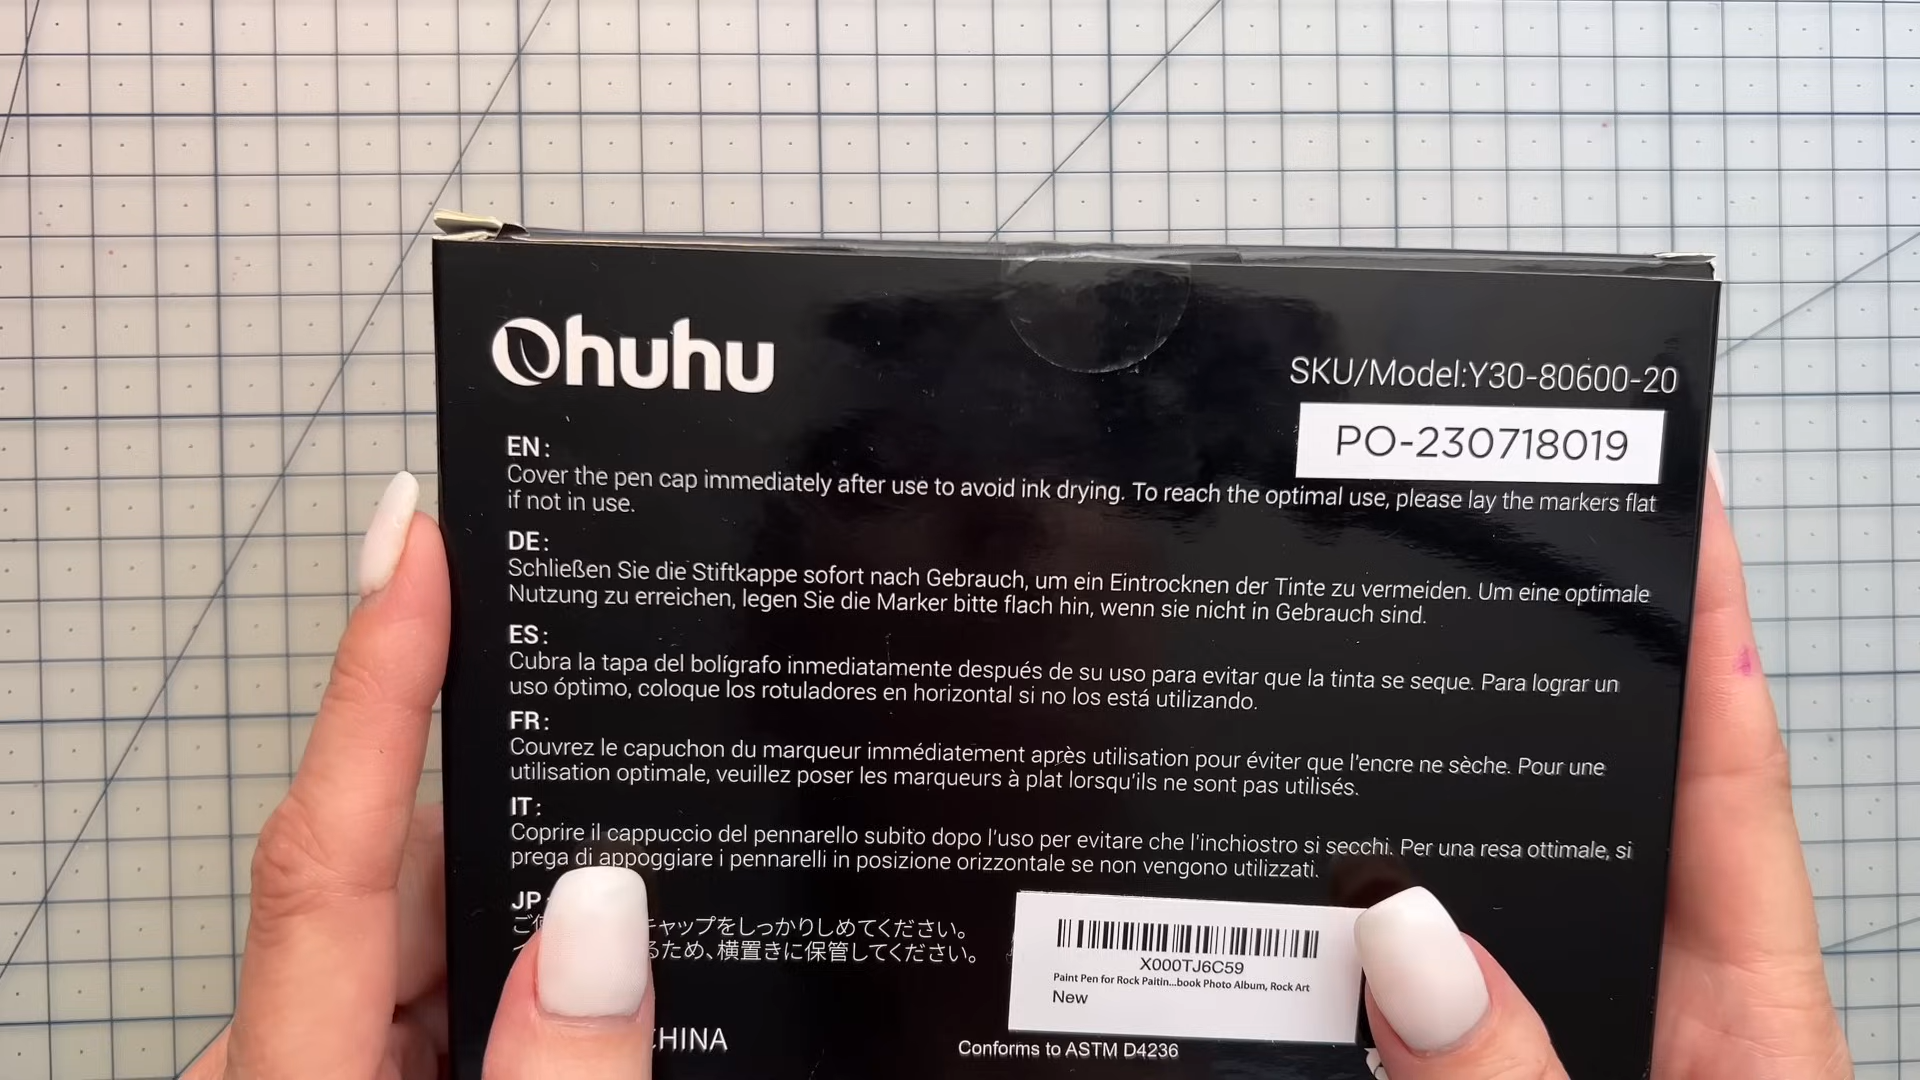 Ohuhu
SKU/Model:Y30-80600-20
PO-230718019
EN:
Cover the pen cap immediately after use to avoid ink drying. To reach the optimal use, please lay the markers flat
if not in use.
DE:
Schließen Sie die Stiftkappe sofort nach Gebrauch, um ein Eintrocknen der Tinte zu vermeiden. Um eine optimale
Nutzung zu erreichen, legen Sie die Marker bitte flach hin, wenn sie nicht in Gebrauch sind.
ES:
Cubra la tapa del bolígrafo inmediatamente después de su uso para evitar que la tinta se seque. Para lograr un
uso óptimo, coloque los rotuladores en horizontal si no los está utilizando.
FR:
Couvrez le capuchon du marqueur immédiatement après utilisation pour éviter que l'encre ne sèche. Pour une
utilisation optimale, veuillez poser les marqueurs à plat lorsqu'ils ne sont pas utilisés.
IT:
Coprire il cappuccio del pennarello subito dopo l'uso per evitare che l'inchiostro si secchi. Per una resa ottimale, si
prega di appoggiare i pennarelli in posizione orizzontale se non vengono utilizzati.
JP
キャップをしっかりしめてください。
るため、横置きに保管してください。
X000TJ6C59
Paint Pen for Rock Paitin...book Photo Album, Rock Art
New
CHINA
Conforms to ASTM D4236